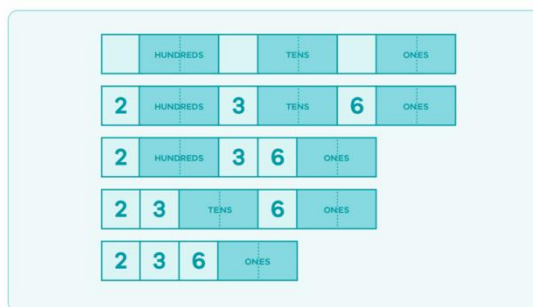 HUNDREDS TENS ONES
2 HUNDREDS 3 TENS 6 ONES
2 HUNDREDS 3 6 ONES
2 3 TENS 6 ONES
2 3 6 ONES